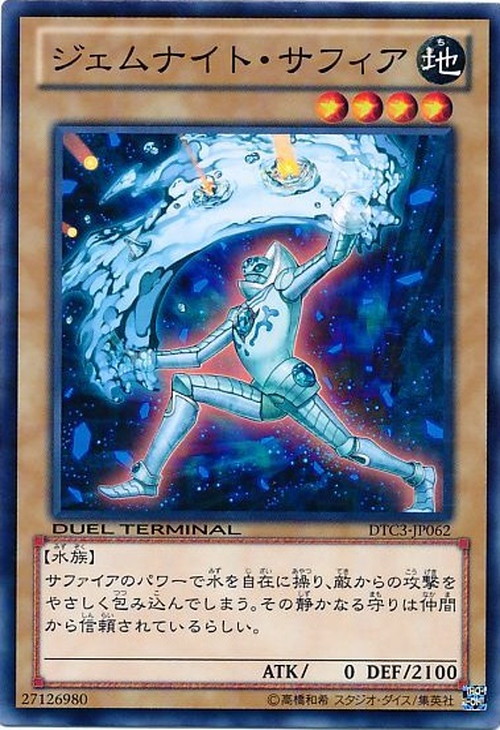 ジェムナイト・サフィア
地
DUEL TERMINAL
DTC3-JP062
【水族】
サファイアのパワーで水を自在に操り、敵からの攻撃を
やさしく包み込んでしまう。その静かなる守りは仲間
から信頼されているらしい。
ATK/ 0 DEF/2100
27126980
©高橋和希 スタジオ・ダイス/集英社